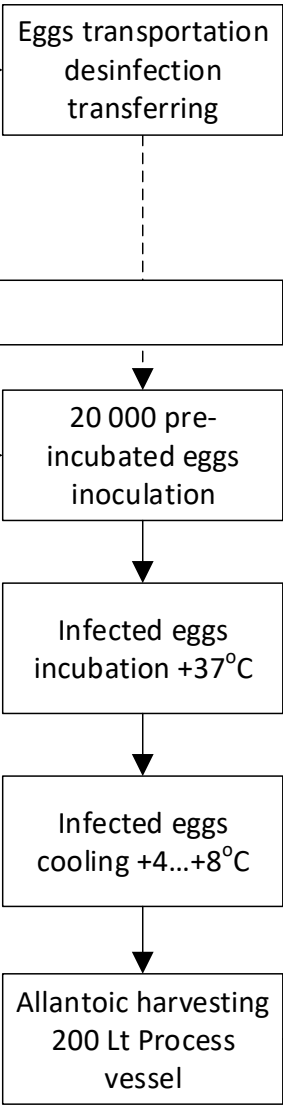 Eggs transportation
desinfection
transferring
20 000 pre-
incubated eggs
inoculation
Infected eggs
incubation +37°C
Infected eggs
cooling +4...+8°C
Allantoic harvesting
200 Lt Process
vessel